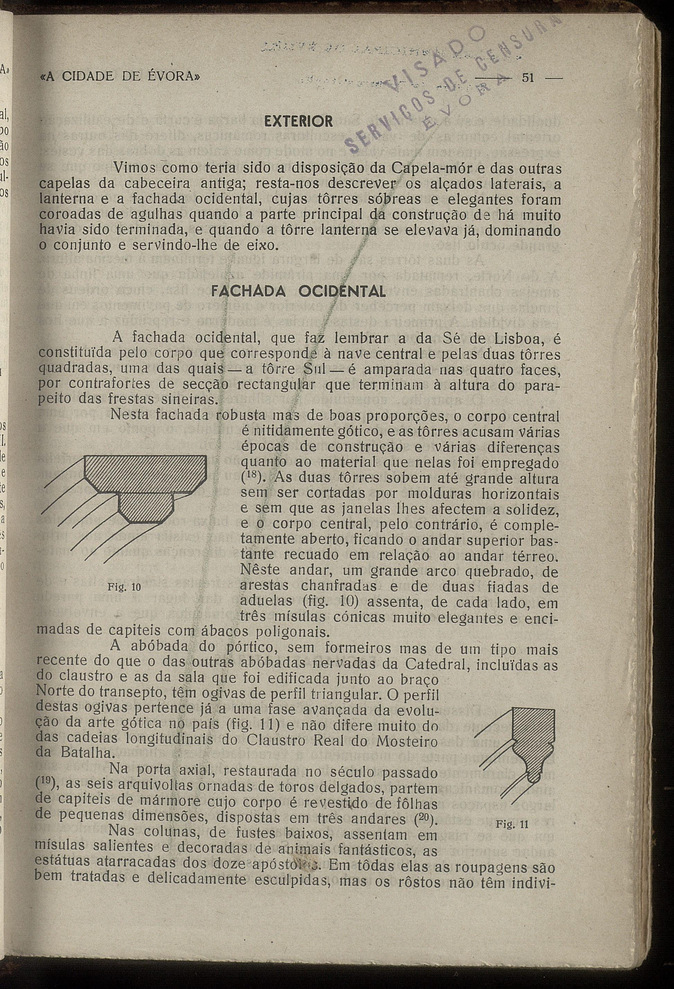 «A CIDADE DE ÉVORA»
— 51 —
VISADO
SERVIÇOS DE CENSURA
ÉVORA
EXTERIOR
Vimos como teria sido a disposição da Capela-mór e das outras
capelas da cabeceira antiga; resta-nos descrever os alçados laterais, a
lanterna e a fachada ocidental, cujas tôrres sóbreas e elegantes foram
coroadas de agulhas quando a parte principal da construção de há muito
havia sido terminada, e quando a tôrre lanterna se elevava já, dominando
o conjunto e servindo-lhe de eixo.
FACHADA OCIDENTAL
A fachada ocidental, que faz lembrar a da Sé de Lisboa, é
constituïda pelo corpo que corresponde à nave central e pelas duas tôrres
quadradas, uma das quais — a tôrre Sul — é amparada nas quatro faces,
por contrafortes de secção rectangular que terminam à altura do para-
peito das frestas sineiras.
Nesta fachada robusta mas de boas proporções, o corpo central
é nitidamente gótico, e as tôrres acusam várias
épocas de construção e várias diferenças
quanto ao material que nelas foi empregado
(¹⁸). As duas tôrres sobem até grande altura
sem ser cortadas por molduras horizontais
e sem que as janelas lhes afectem a solidez,
e o corpo central, pelo contrário, é comple-
tamente aberto, ficando o andar superior bas-
tante recuado em relação ao andar térreo.
Nêste andar, um grande arco quebrado, de
arestas chanfradas e de duas fiadas de
aduelas (fig. 10) assenta, de cada lado, em
três mísulas cónicas muito elegantes e enci-
madas de capiteis com ábacos poligonais.
Fig. 10
A abóbada do pórtico, sem formeiros mas de um tipo mais
recente do que o das outras abóbadas nervadas da Catedral, incluídas as
do claustro e as da sala que foi edificada junto ao braço
Norte do transepto, têm ogivas de perfil triangular. O perfil
destas ogivas pertence já a uma fase avançada da evolu-
ção da arte gótica no país (fig. 11) e não difere muito do
das cadeias longitudinais do Claustro Real do Mosteiro
da Batalha.
Na porta axial, restaurada no século passado
(¹⁹), as seis arquivoltas ornadas de toros delgados, partem
de capiteis de mármore cujo corpo é revestido de fôlhas
de pequenas dimensões, dispostas em três andares (²⁰).
Fig. 11
Nas colunas, de fustes baixos, assentam em
mísulas salientes e decoradas de animais fantásticos, as
estátuas atarracadas dos doze apóstolos. Em tôdas elas as roupagens são
bem tratadas e delicadamente esculpidas, mas os rôstos não têm indivi-